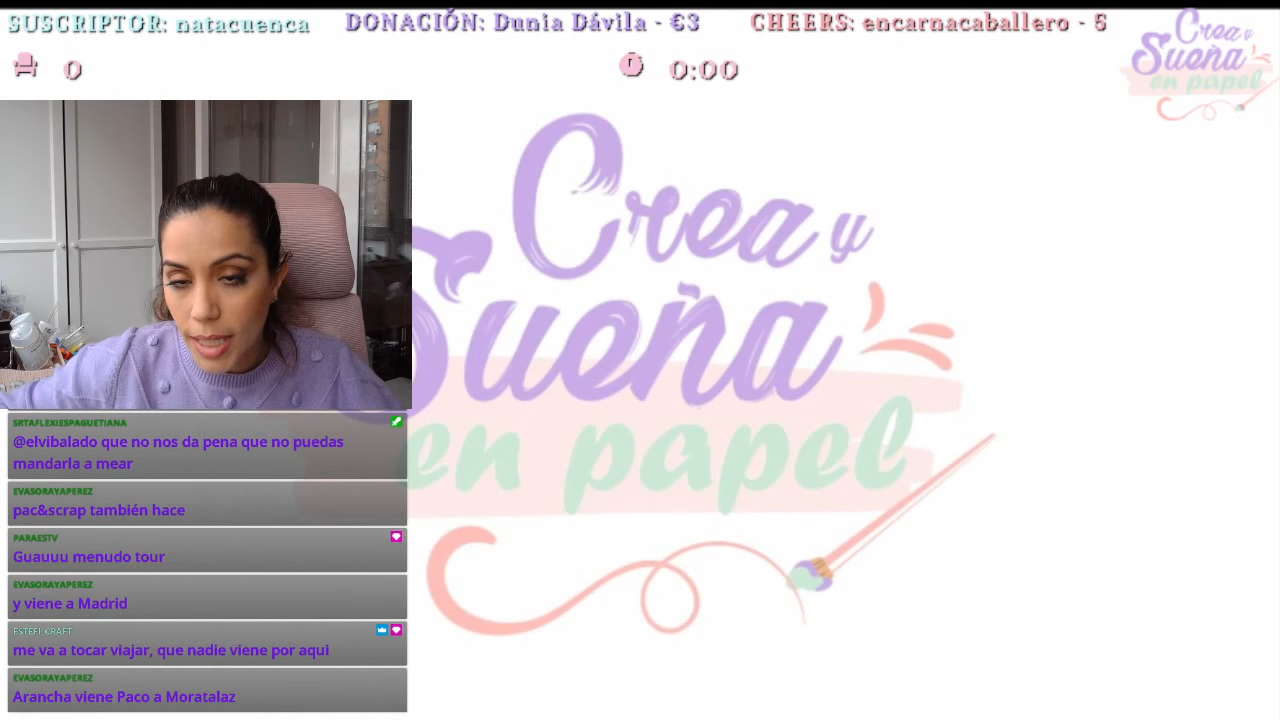 SUSCRIPTOR: natacuenca
DONACIÓN: Dunia Dávila - €3
CHEERS: encarnacaballero - 5
0
0:00
Crea y
Sueña
en papel
Crea y
Sueña
en papel
SRTAFLEXIESPAGUETIANA
@elvibalado que no nos da pena que no puedas
mandarla a mear
EVASORAYAPEREZ
pac&scrap también hace
PARAESTV
Guauuu menudo tour
EVASORAYAPEREZ
y viene a Madrid
ESTEFI_CRAFT
me va a tocar viajar, que nadie viene por aqui
EVASORAYAPEREZ
Arancha viene Paco a Moratalaz